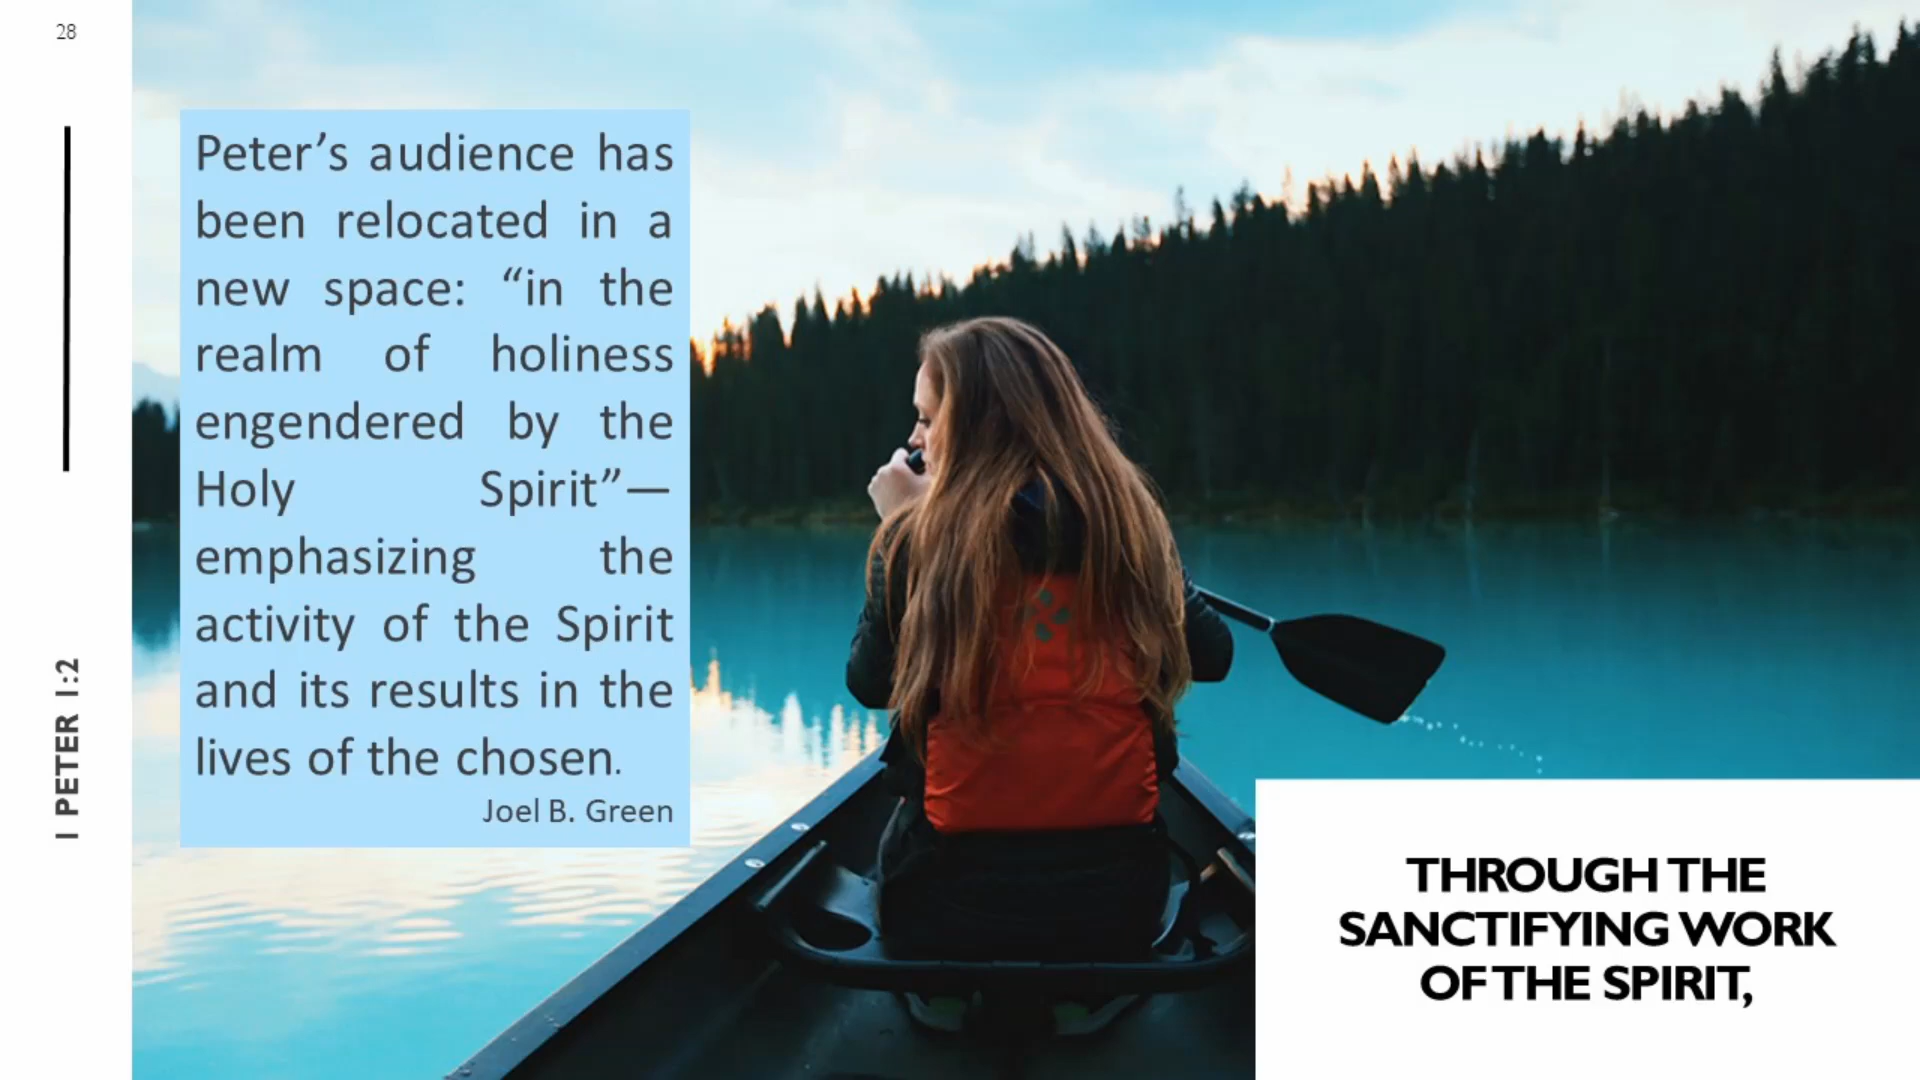 28
Peter’s audience has
been relocated in a
new space: “in the
realm of holiness
engendered by the
Holy Spirit”—
emphasizing the
activity of the Spirit
and its results in the
lives of the chosen.
Joel B. Green
I PETER 1:2
THROUGH THE
SANCTIFYING WORK
OF THE SPIRIT,